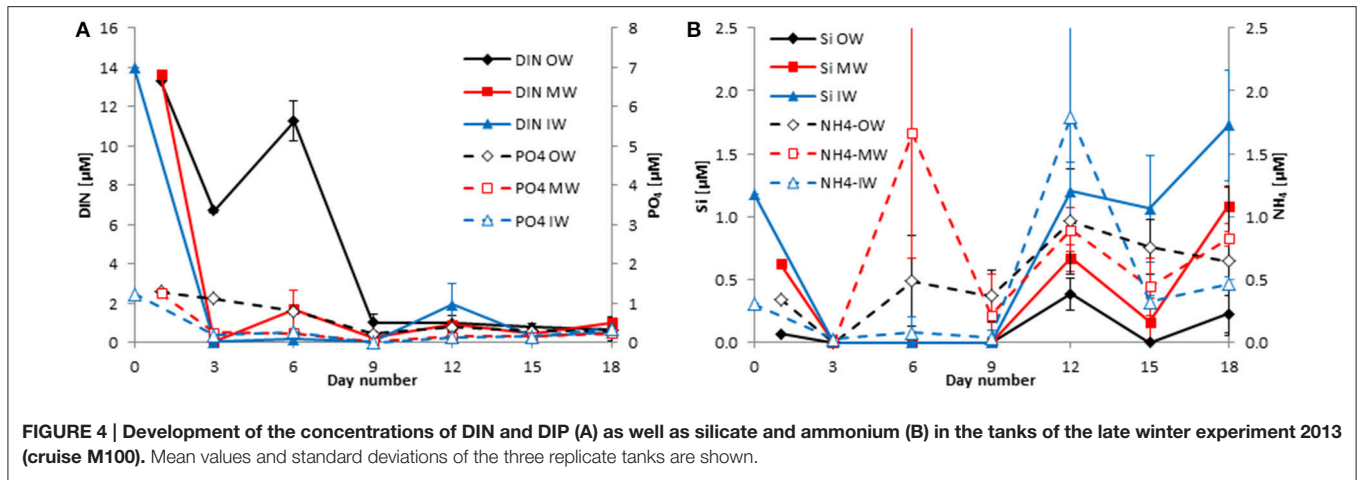 A
DIN [µM]
16
14
12
10
8
6
4
2
0
DIN OW
DIN MW
DIN IW
PO4 OW
PO4 MW
PO4 IW
8
7
6
5
4
3
2
1
0
PO₄ [µM]
0 3 6 9 12 15 18
Day number
B
Si [µM]
2.5
2.0
1.5
1.0
0.5
0.0
Si OW
Si MW
Si IW
NH4-OW
NH4-MW
NH4-IW
2.5
2.0
1.5
1.0
0.5
0.0
NH₄ [µM]
0 3 6 9 12 15 18
Day number
FIGURE 4 | Development of the concentrations of DIN and DIP (A) as well as silicate and ammonium (B) in the tanks of the late winter experiment 2013
(cruise M100). Mean values and standard deviations of the three replicate tanks are shown.